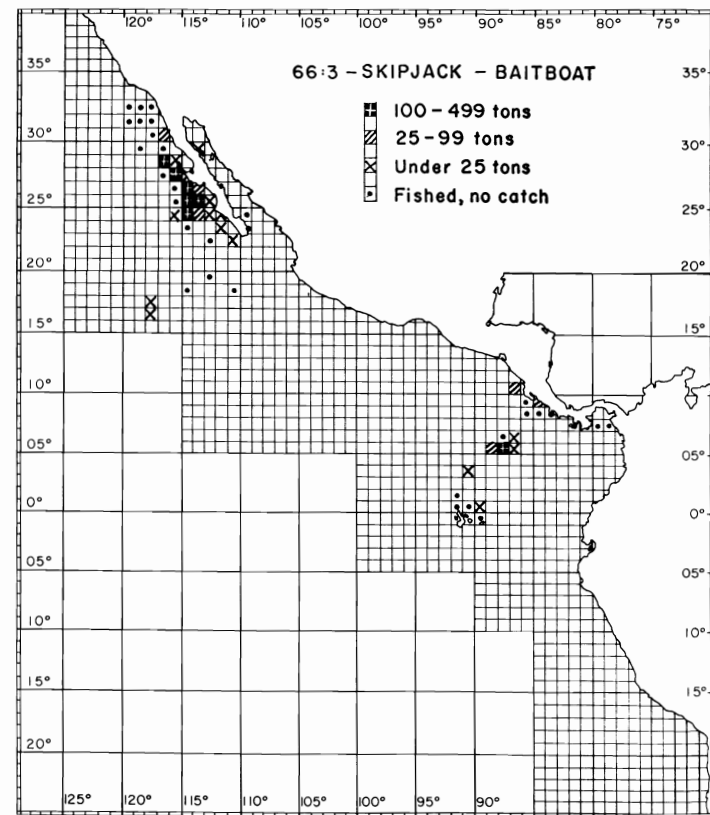 120° 115° 110° 105° 100° 95° 90° 85° 80° 75°
66:3 – SKIPJACK – BAITBOAT
35° 35°
100 – 499 tons
30° 25 – 99 tons 30°
Under 25 tons
25° Fished, no catch 25°
20° 20°
15° 15°
10° 10°
05° 05°
0° 0°
05° 05°
10° 10°
15° 15°
20°
125° 120° 115° 110° 105° 100° 95° 90°